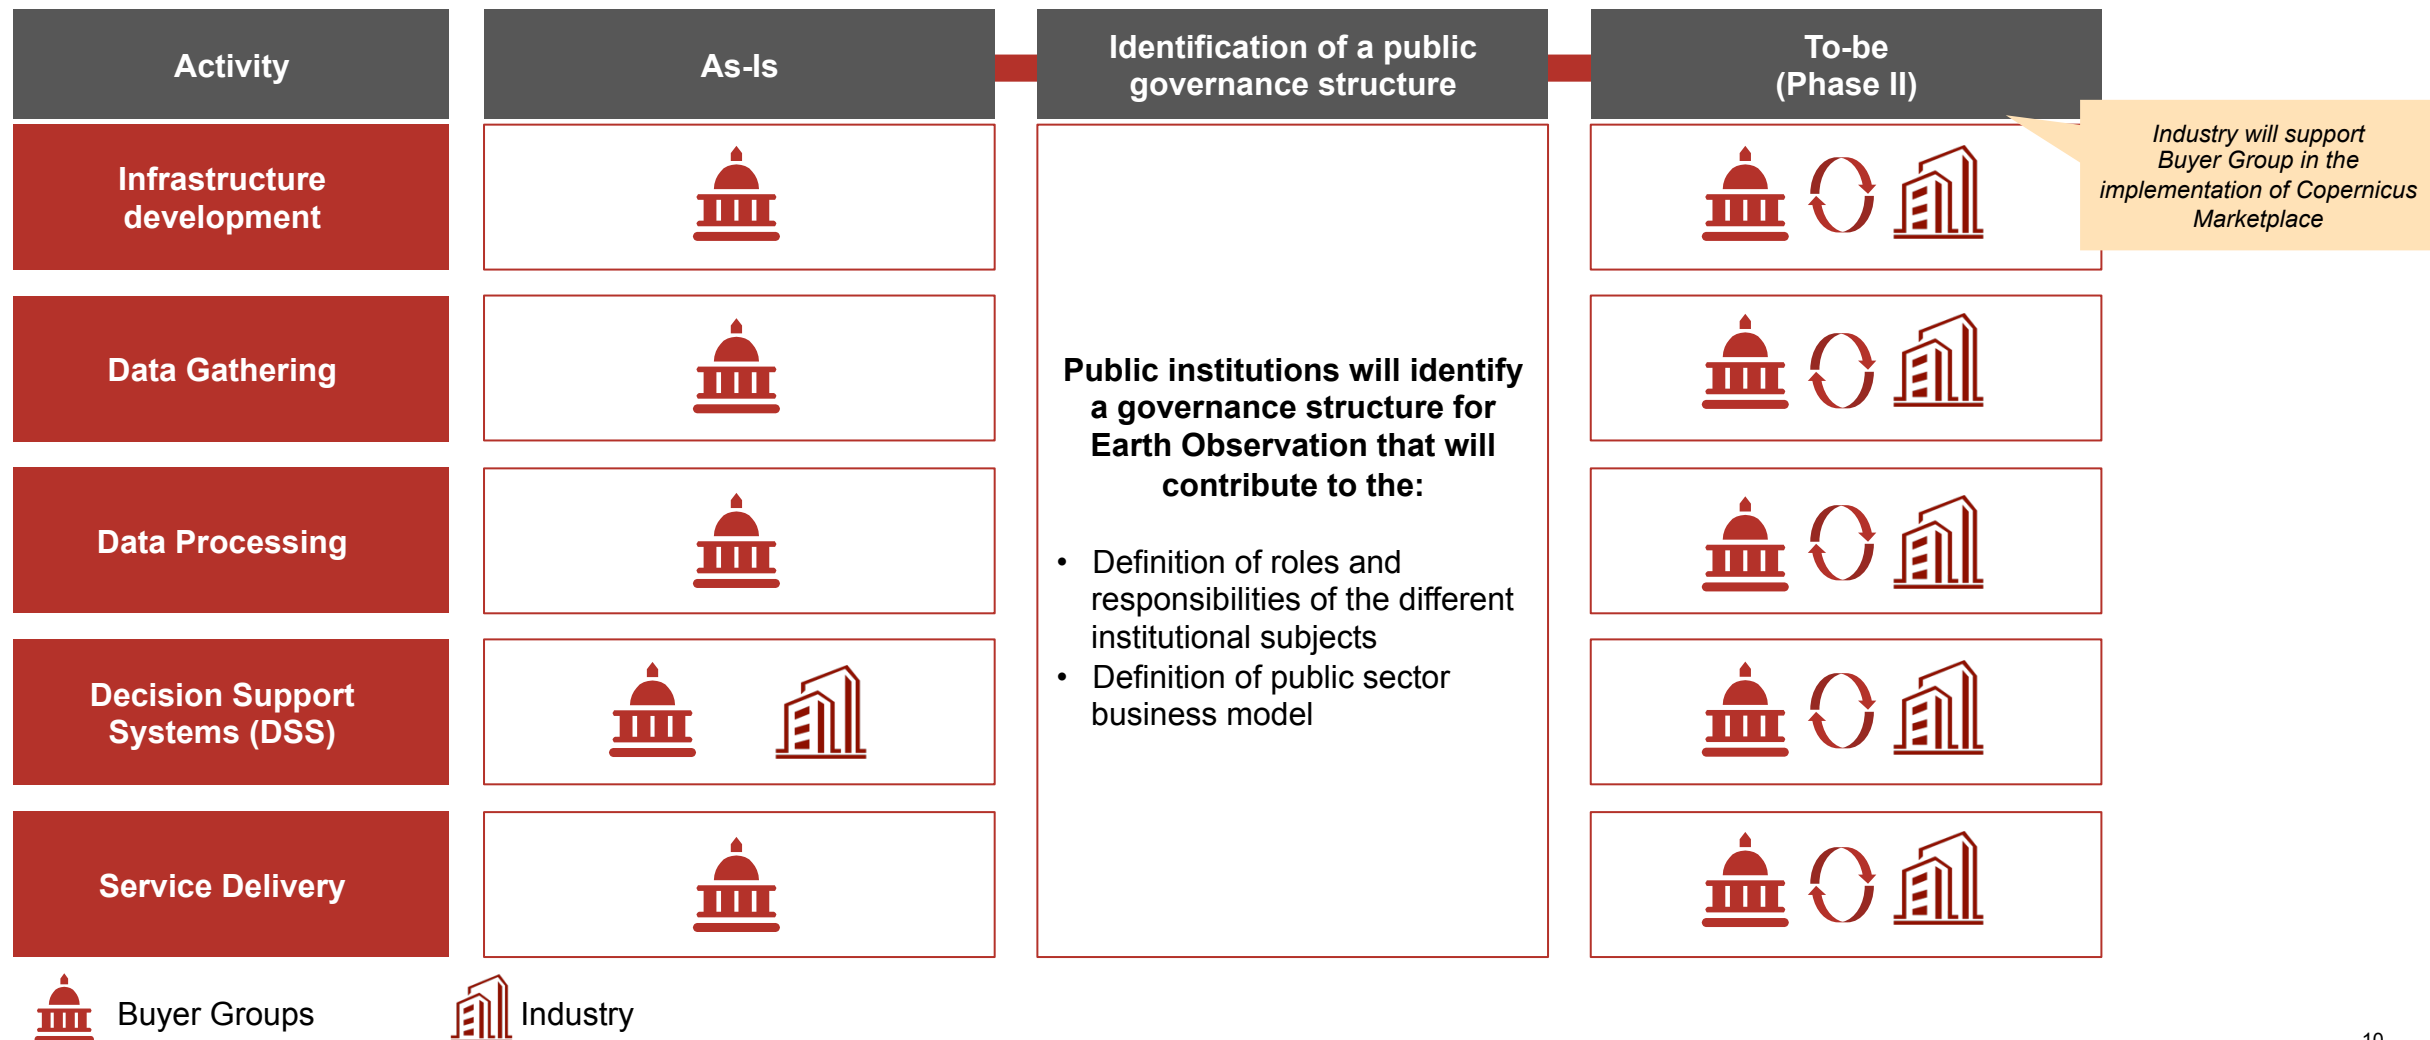 Activity
As-Is
Identification of a public
governance structure
To-be
(Phase II)
Industry will support
Buyer Group in the
implementation of Copernicus
Marketplace
Infrastructure
development
Data Gathering
Data Processing
Decision Support
Systems (DSS)
Service Delivery
Public institutions will identify
a governance structure for
Earth Observation that will
contribute to the:
• Definition of roles and
responsibilities of the different
institutional subjects
• Definition of public sector
business model
Buyer Groups
Industry
10